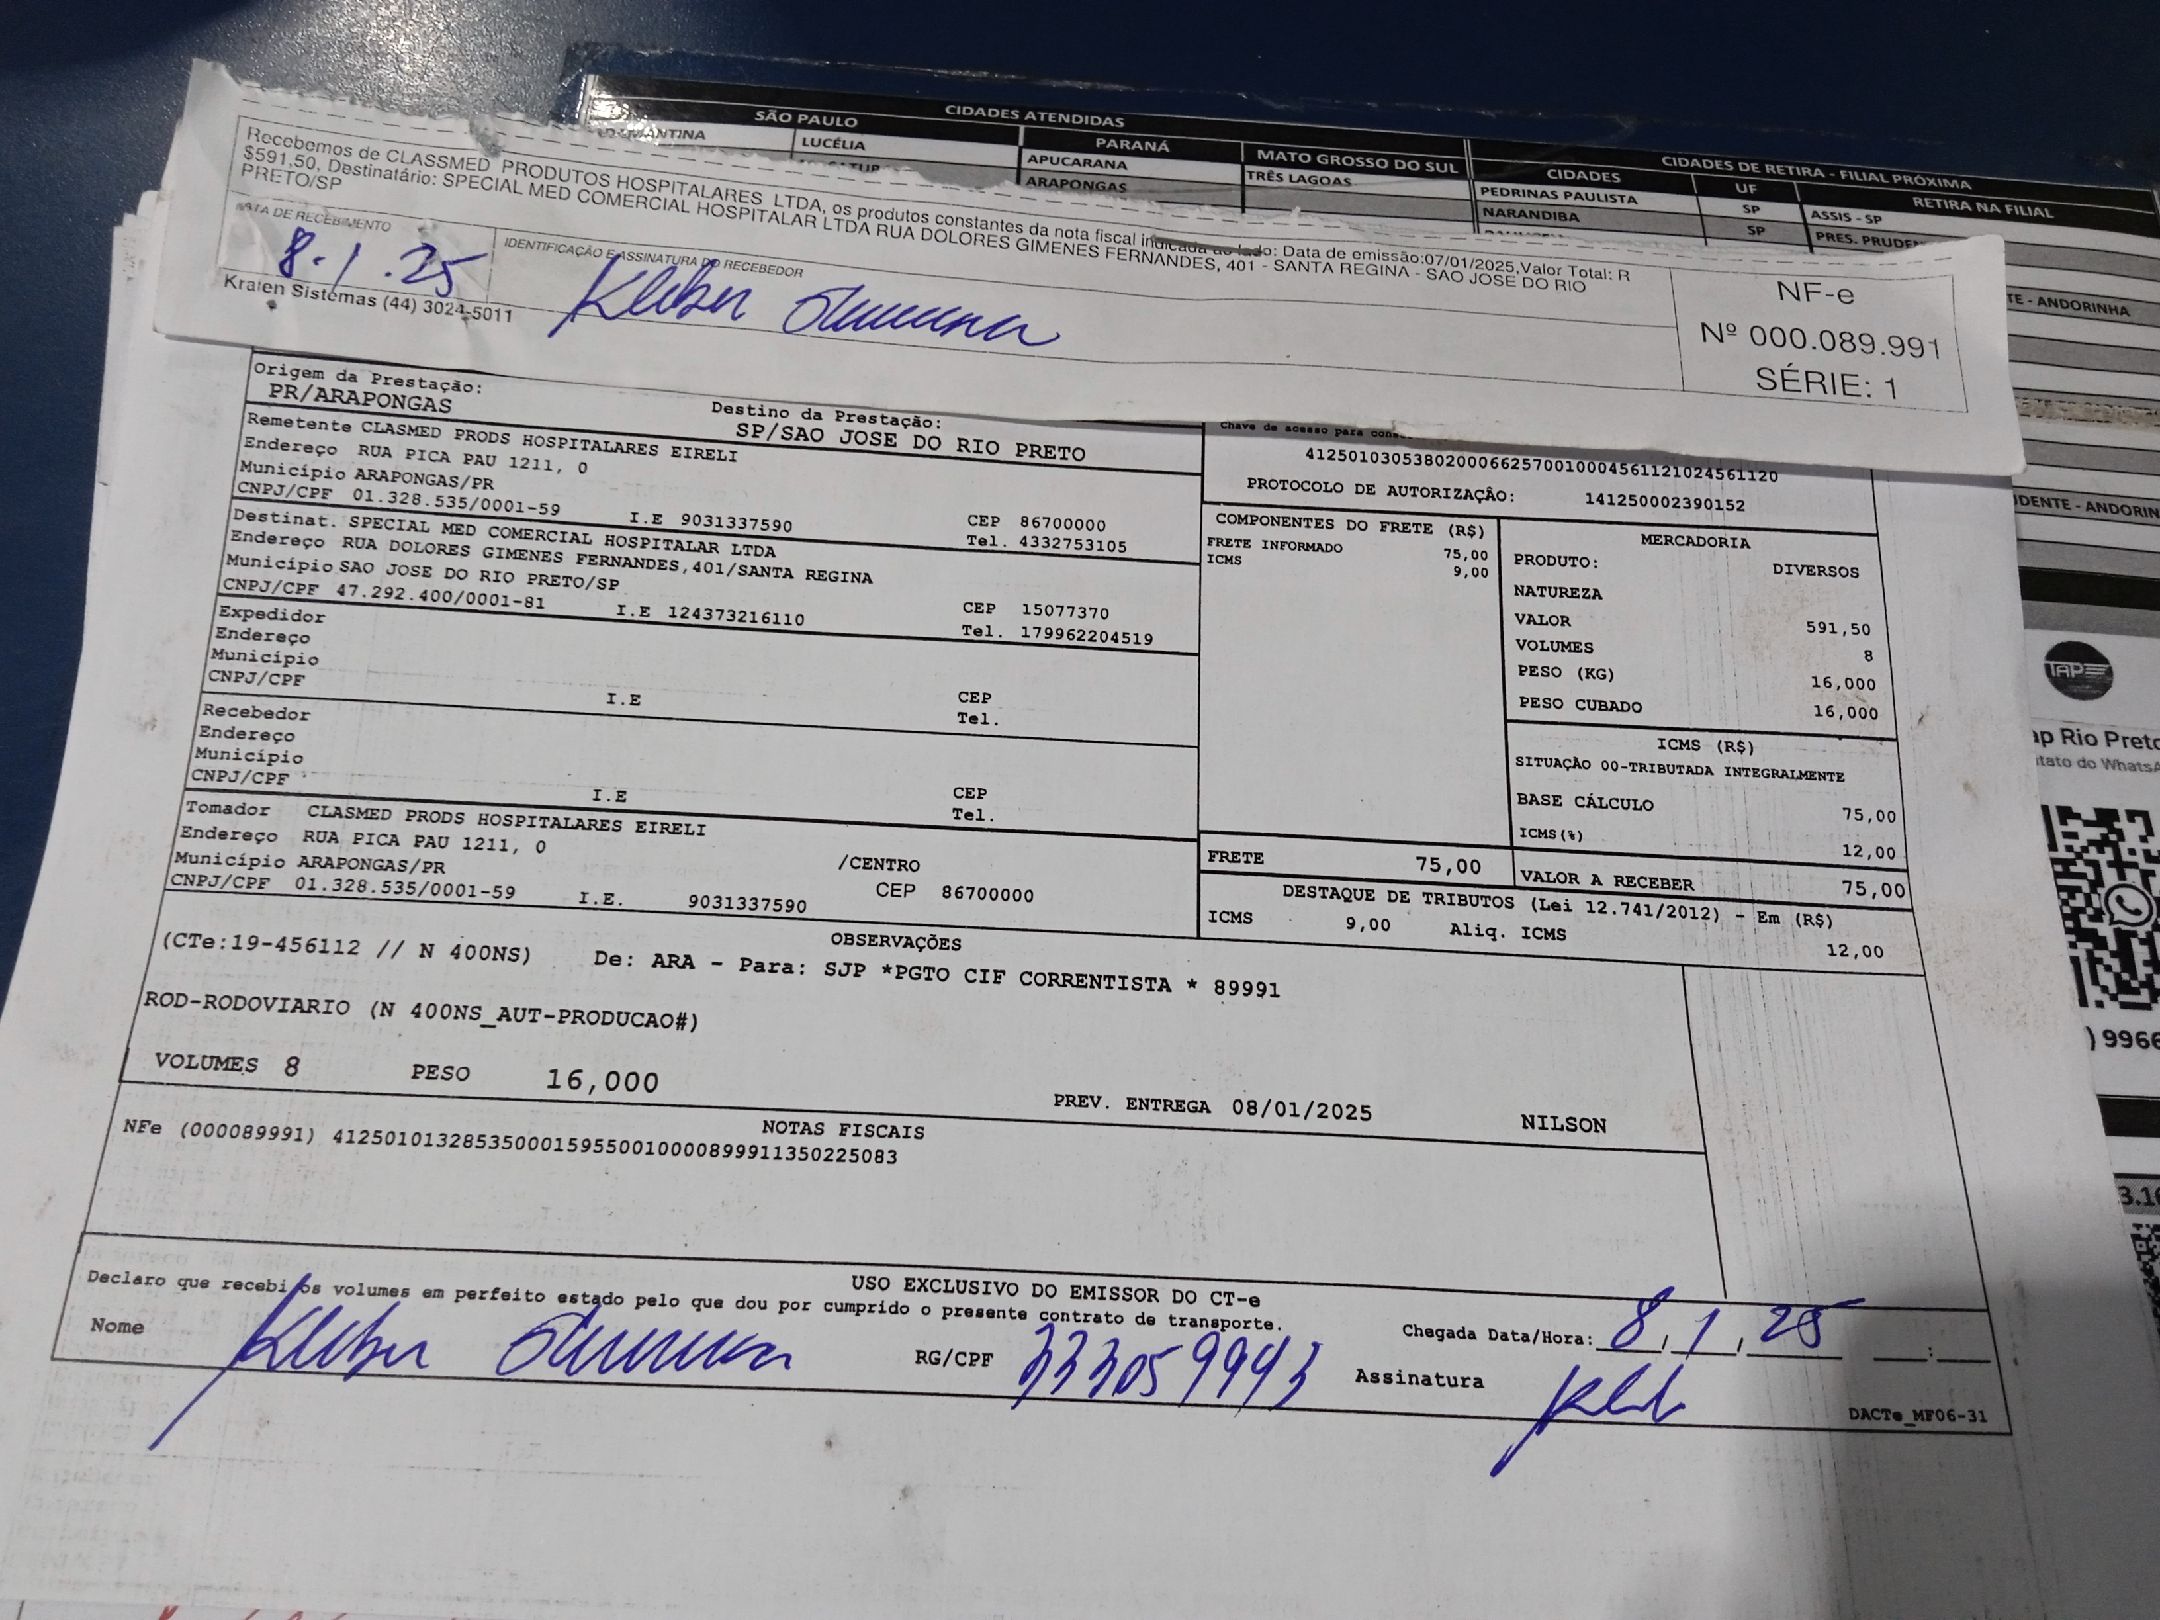 CIDADES ATENDIDAS
SÃO PAULO
PARANÁ
MATO GROSSO DO SUL
LUCÉLIA
APUCARANA
TRÊS LAGOAS
ARAPONGAS
CIDADES DE RETIRA - FILIAL PRÓXIMA
CIDADES UF RETIRA NA FILIAL
PEDRINAS PAULISTA SP ASSIS - SP
NARANDIBA SP PRES. PRUDEN
TE - ANDORINHA
Recebemos de CLASSMED PRODUTOS HOSPITALARES LTDA, os produtos constantes da nota fiscal indicada ao lado: Data de emissão:07/01/2025,Valor Total: R
$591,50, Destinatário: SPECIAL MED COMERCIAL HOSPITALAR LTDA RUA DOLORES GIMENES FERNANDES, 401 - SANTA REGINA - SAO JOSE DO RIO
PRETO/SP
DATA DE RECEBIMENTO
8.1.25
IDENTIFICAÇÃO E ASSINATURA DO RECEBEDOR
Kleber
Kraien Sistemas (44) 3024-5011
NF-e
Nº 000.089.991
SÉRIE: 1
Origem da Prestação:
PR/ARAPONGAS
Destino da Prestação:
SP/SAO JOSE DO RIO PRETO
Remetente CLASMED PRODS HOSPITALARES EIRELI
Endereço RUA PICA PAU 1211, 0
Município ARAPONGAS/PR
CNPJ/CPF 01.328.535/0001-59 I.E 9031337590
CEP 86700000
Tel. 4332753105
Destinat. SPECIAL MED COMERCIAL HOSPITALAR LTDA
Endereço RUA DOLORES GIMENES FERNANDES,401/SANTA REGINA
Município SAO JOSE DO RIO PRETO/SP
CNPJ/CPF 47.292.400/0001-81 I.E 124373216110
CEP 15077370
Tel. 179962204519
Expedidor
Endereço
Município
CNPJ/CPF
I.E
CEP
Tel.
Recebedor
Endereço
Município
CNPJ/CPF
I.E
CEP
Tel.
Tomador CLASMED PRODS HOSPITALARES EIRELI
Endereço RUA PICA PAU 1211, 0 /CENTRO
Município ARAPONGAS/PR
CEP 86700000
CNPJ/CPF 01.328.535/0001-59 I.E. 9031337590
Chave de acesso para
41250103053802000662570010004561121024561120
PROTOCOLO DE AUTORIZAÇÂO: 141250002390152
COMPONENTES DO FRETE (R$)
FRETE INFORMADO 75,00
ICMS 9,00
MERCADORIA
PRODUTO: DIVERSOS
NATUREZA
VALOR 591,50
VOLUMES 8
PESO (KG) 16,000
PESO CUBADO 16,000
ICMS (R$)
SITUAÇÃO 00-TRIBUTADA INTEGRALMENTE
BASE CÁLCULO 75,00
ICMS(%) 12,00
FRETE 75,00
VALOR A RECEBER 75,00
DESTAQUE DE TRIBUTOS (Lei 12.741/2012) - Em (R$)
ICMS 9,00 Aliq. ICMS 12,00
OBSERVAÇÕES
(CTe:19-456112 // N 400NS) De: ARA - Para: SJP *PGTO CIF CORRENTISTA * 89991
ROD-RODOVIARIO (N 400NS_AUT-PRODUCAO#)
VOLUMES 8 PESO 16,000
PREV. ENTREGA 08/01/2025 NILSON
NOTAS FISCAIS
NFe (000089991) 41250101328535000159550010000899911350225083
USO EXCLUSIVO DO EMISSOR DO CT-e
Declaro que recebi os volumes em perfeito estado pelo que dou por cumprido o presente contrato de transporte.
Nome Kleber
RG/CPF 333059943
Chegada Data/Hora: 8/1/25 :
Assinatura
DACTe_MF06-31
DENTE - ANDORIN
TAP
ap Rio Preto
ntato do WhatsA
) 9966